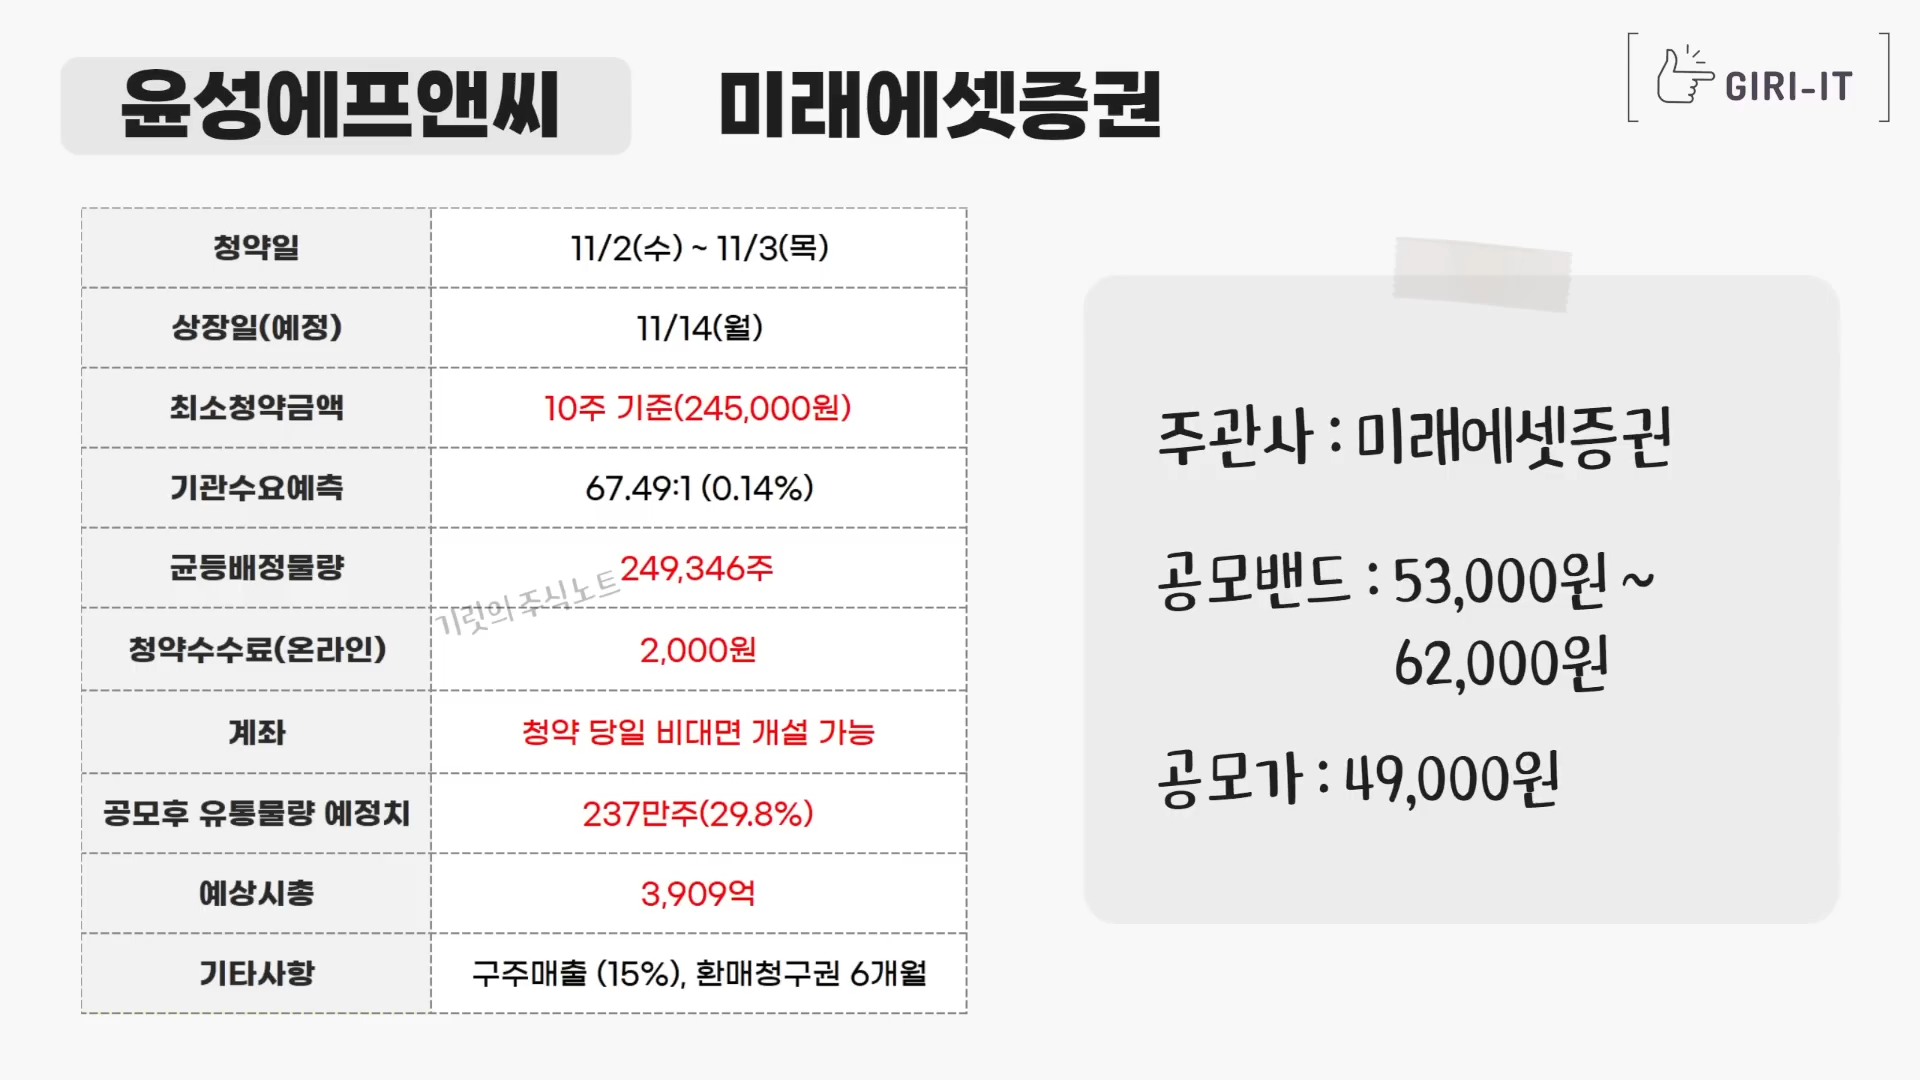 윤성에프앤씨
미래에셋증권
GIRI-IT
청약일 11/2(수) ~ 11/3(목)
상장일(예정) 11/14(월)
최소청약금액 10주 기준(245,000원)
기관수요예측 67.49:1 (0.14%)
균등배정물량 249,346주
기릿의 주식노트
청약수수료(온라인) 2,000원
계좌 청약 당일 비대면 개설 가능
공모후 유통물량 예정치 237만주(29.8%)
예상시총 3,909억
기타사항 구주매출 (15%), 환매청구권 6개월
주관사 : 미래에셋증권
공모밴드 : 53,000원 ~
62,000원
공모가 : 49,000원